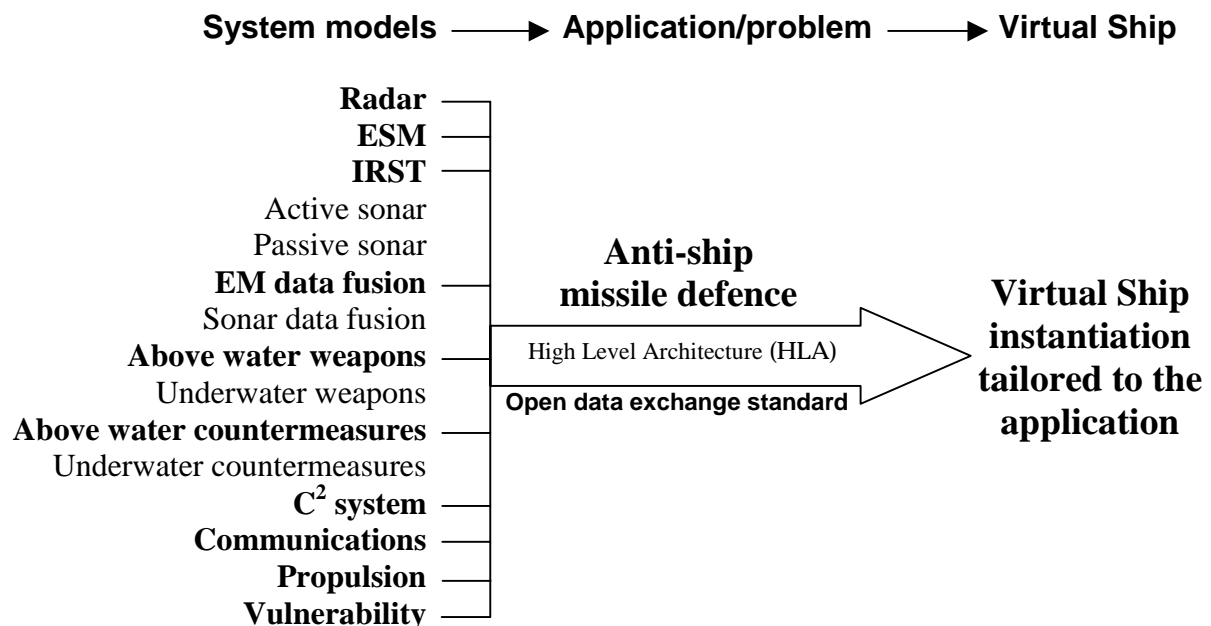 System models Application/problem Virtual Ship
Radar
ESM
IRST
Active sonar
Passive sonar
EM data fusion
Sonar data fusion
Above water weapons
Underwater weapons
Above water countermeasures
Underwater countermeasures
C² system
Communications
Propulsion
Vulnerability
Anti-ship
missile defence
High Level Architecture (HLA)
Open data exchange standard
Virtual Ship
instantiation
tailored to the
application